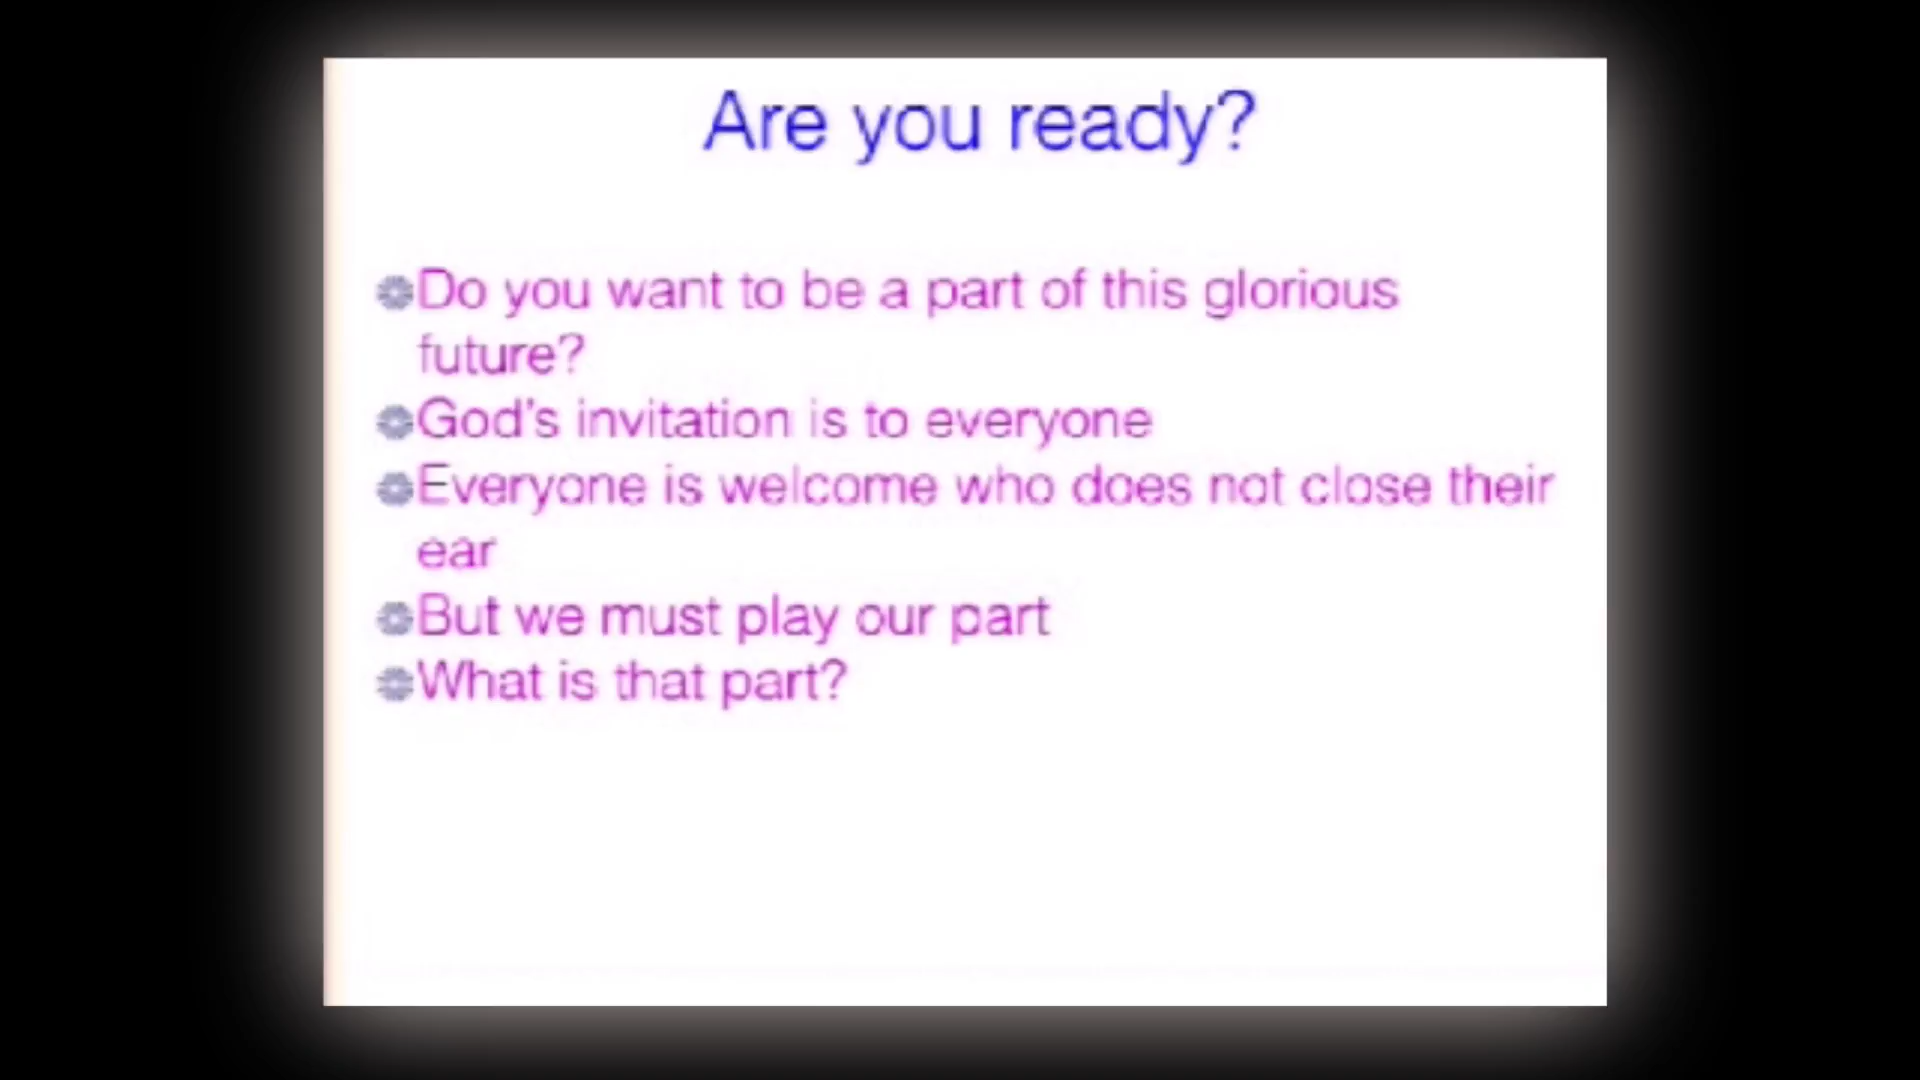 Are you ready?
Do you want to be a part of this glorious
future?
God's invitation is to everyone
Everyone is welcome who does not close their
ear
But we must play our part
What is that part?